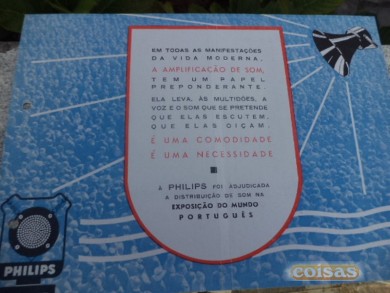 EM TODAS AS MANIFESTAÇÕES
DA VIDA MODERNA,
A AMPLIFICAÇÃO DE SOM,
TEM UM PAPEL
PREPONDERANTE.
ELA LEVA, ÀS MULTIDÕES, A
VOZ E O SOM QUE SE PRETENDE
QUE ELAS ESCUTEM,
QUE ELAS OIÇAM.
É UMA COMODIDADE
É UMA NECESSIDADE
À PHILIPS FOI ADJUDICADA
A DISTRIBUIÇÃO DE SOM NA
EXPOSIÇÃO DO MUNDO
PORTUGUÊS
PHILIPS
coisas